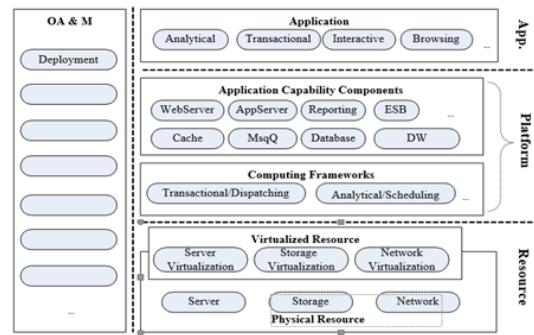 OA & M
Deployment
...
Application
Analytical Transactional Interactive Browsing ...
App.
Application Capability Components
WebServer AppServer Reporting ESB ...
Cache MsqQ Database DW
Platform
Computing Frameworks
Transactional/Dispatching Analytical/Scheduling ...
Virtualized Resource
Server Storage Network
Virtualization Virtualization Virtualization
Resource
Server Storage Network
Physical Resource